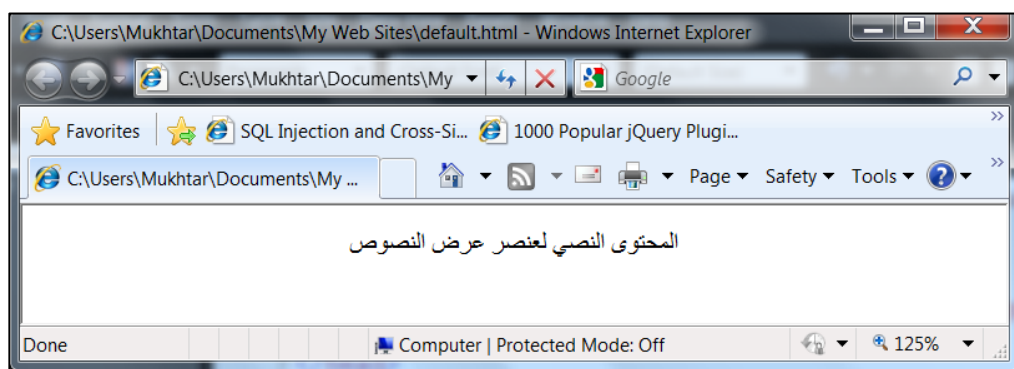 C:\Users\Mukhtar\Documents\My Web Sites\default.html - Windows Internet Explorer
C:\Users\Mukhtar\Documents\My Google
Favorites SQL Injection and Cross-Si... 1000 Popular jQuery Plugi...
C:\Users\Mukhtar\Documents\My ... Page Safety Tools
المحتوى النصي لعنصر عرض النصوص
Done Computer | Protected Mode: Off 125%